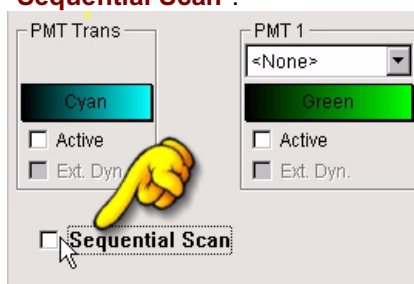 Sequential Scan".
PMT Trans
PMT 1
<None>
Cyan
Green
Active
Active
Ext. Dyn.
Ext. Dyn.
Sequential Scan